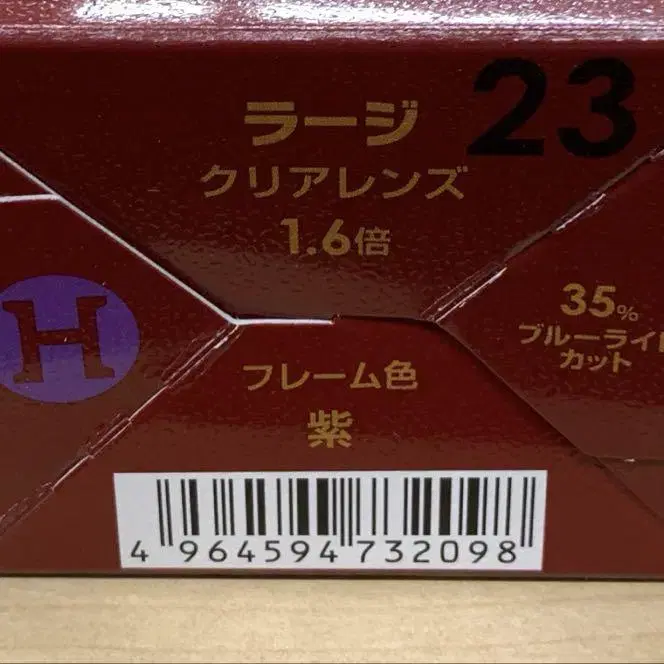 23
ラージ
クリアレンズ
1.6倍
H
35%
ブルーライト
カット
フレーム色
紫
4 964594 732098